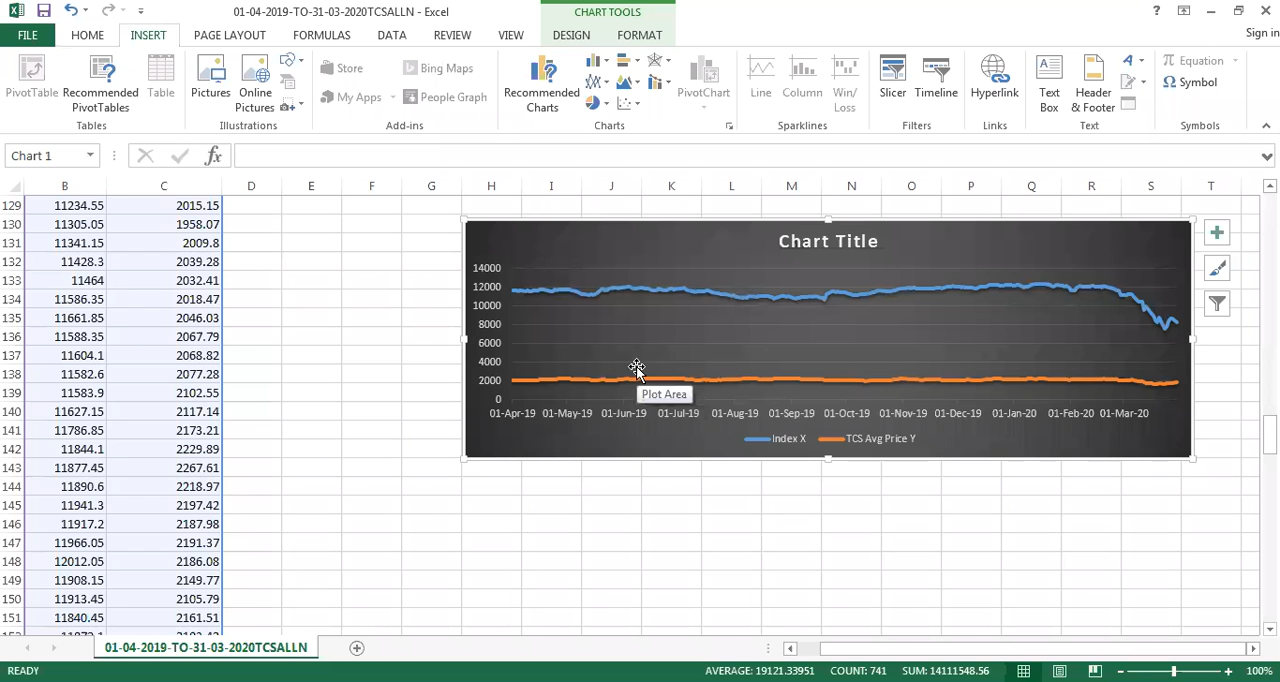 01-04-2019-TO-31-03-2020TCSALLN - Excel
CHART TOOLS
?
FILE
HOME
INSERT
PAGE LAYOUT
FORMULAS
DATA
REVIEW
VIEW
DESIGN
FORMAT
Sign in
PivotTable
Recommended PivotTables
Table
Tables
Pictures
Online Pictures
Illustrations
Store
My Apps
Bing Maps
People Graph
Add-ins
Recommended Charts
PivotChart
Charts
Line
Column
Win/ Loss
Sparklines
Slicer
Timeline
Filters
Hyperlink
Links
Text Box
Header & Footer
Text
π Equation
Ω Symbol
Symbols
Chart 1
fx
B C D E F G H I J K L M N O P Q R S T
129 11234.55 2015.15
130 11305.05 1958.07
131 11341.15 2009.8
132 11428.3 2039.28
133 11464 2032.41
134 11586.35 2018.47
135 11661.85 2046.03
136 11588.35 2067.79
137 11604.1 2068.82
138 11582.6 2077.28
139 11583.9 2102.55
140 11627.15 2117.14
141 11786.85 2173.21
142 11844.1 2229.89
143 11877.45 2267.61
144 11890.6 2218.97
145 11941.3 2197.42
146 11917.2 2187.98
147 11966.05 2191.37
148 12012.05 2186.08
149 11908.15 2149.77
150 11913.45 2105.79
151 11840.45 2161.51
Chart Title
14000
12000
10000
8000
6000
4000
2000
0
Plot Area
01-Apr-19 01-May-19 01-Jun-19 01-Jul-19 01-Aug-19 01-Sep-19 01-Oct-19 01-Nov-19 01-Dec-19 01-Jan-20 01-Feb-20 01-Mar-20
Index X TCS Avg Price Y
01-04-2019-TO-31-03-2020TCSALLN
READY
AVERAGE: 19121.33951 COUNT: 741 SUM: 14111548.56
100%